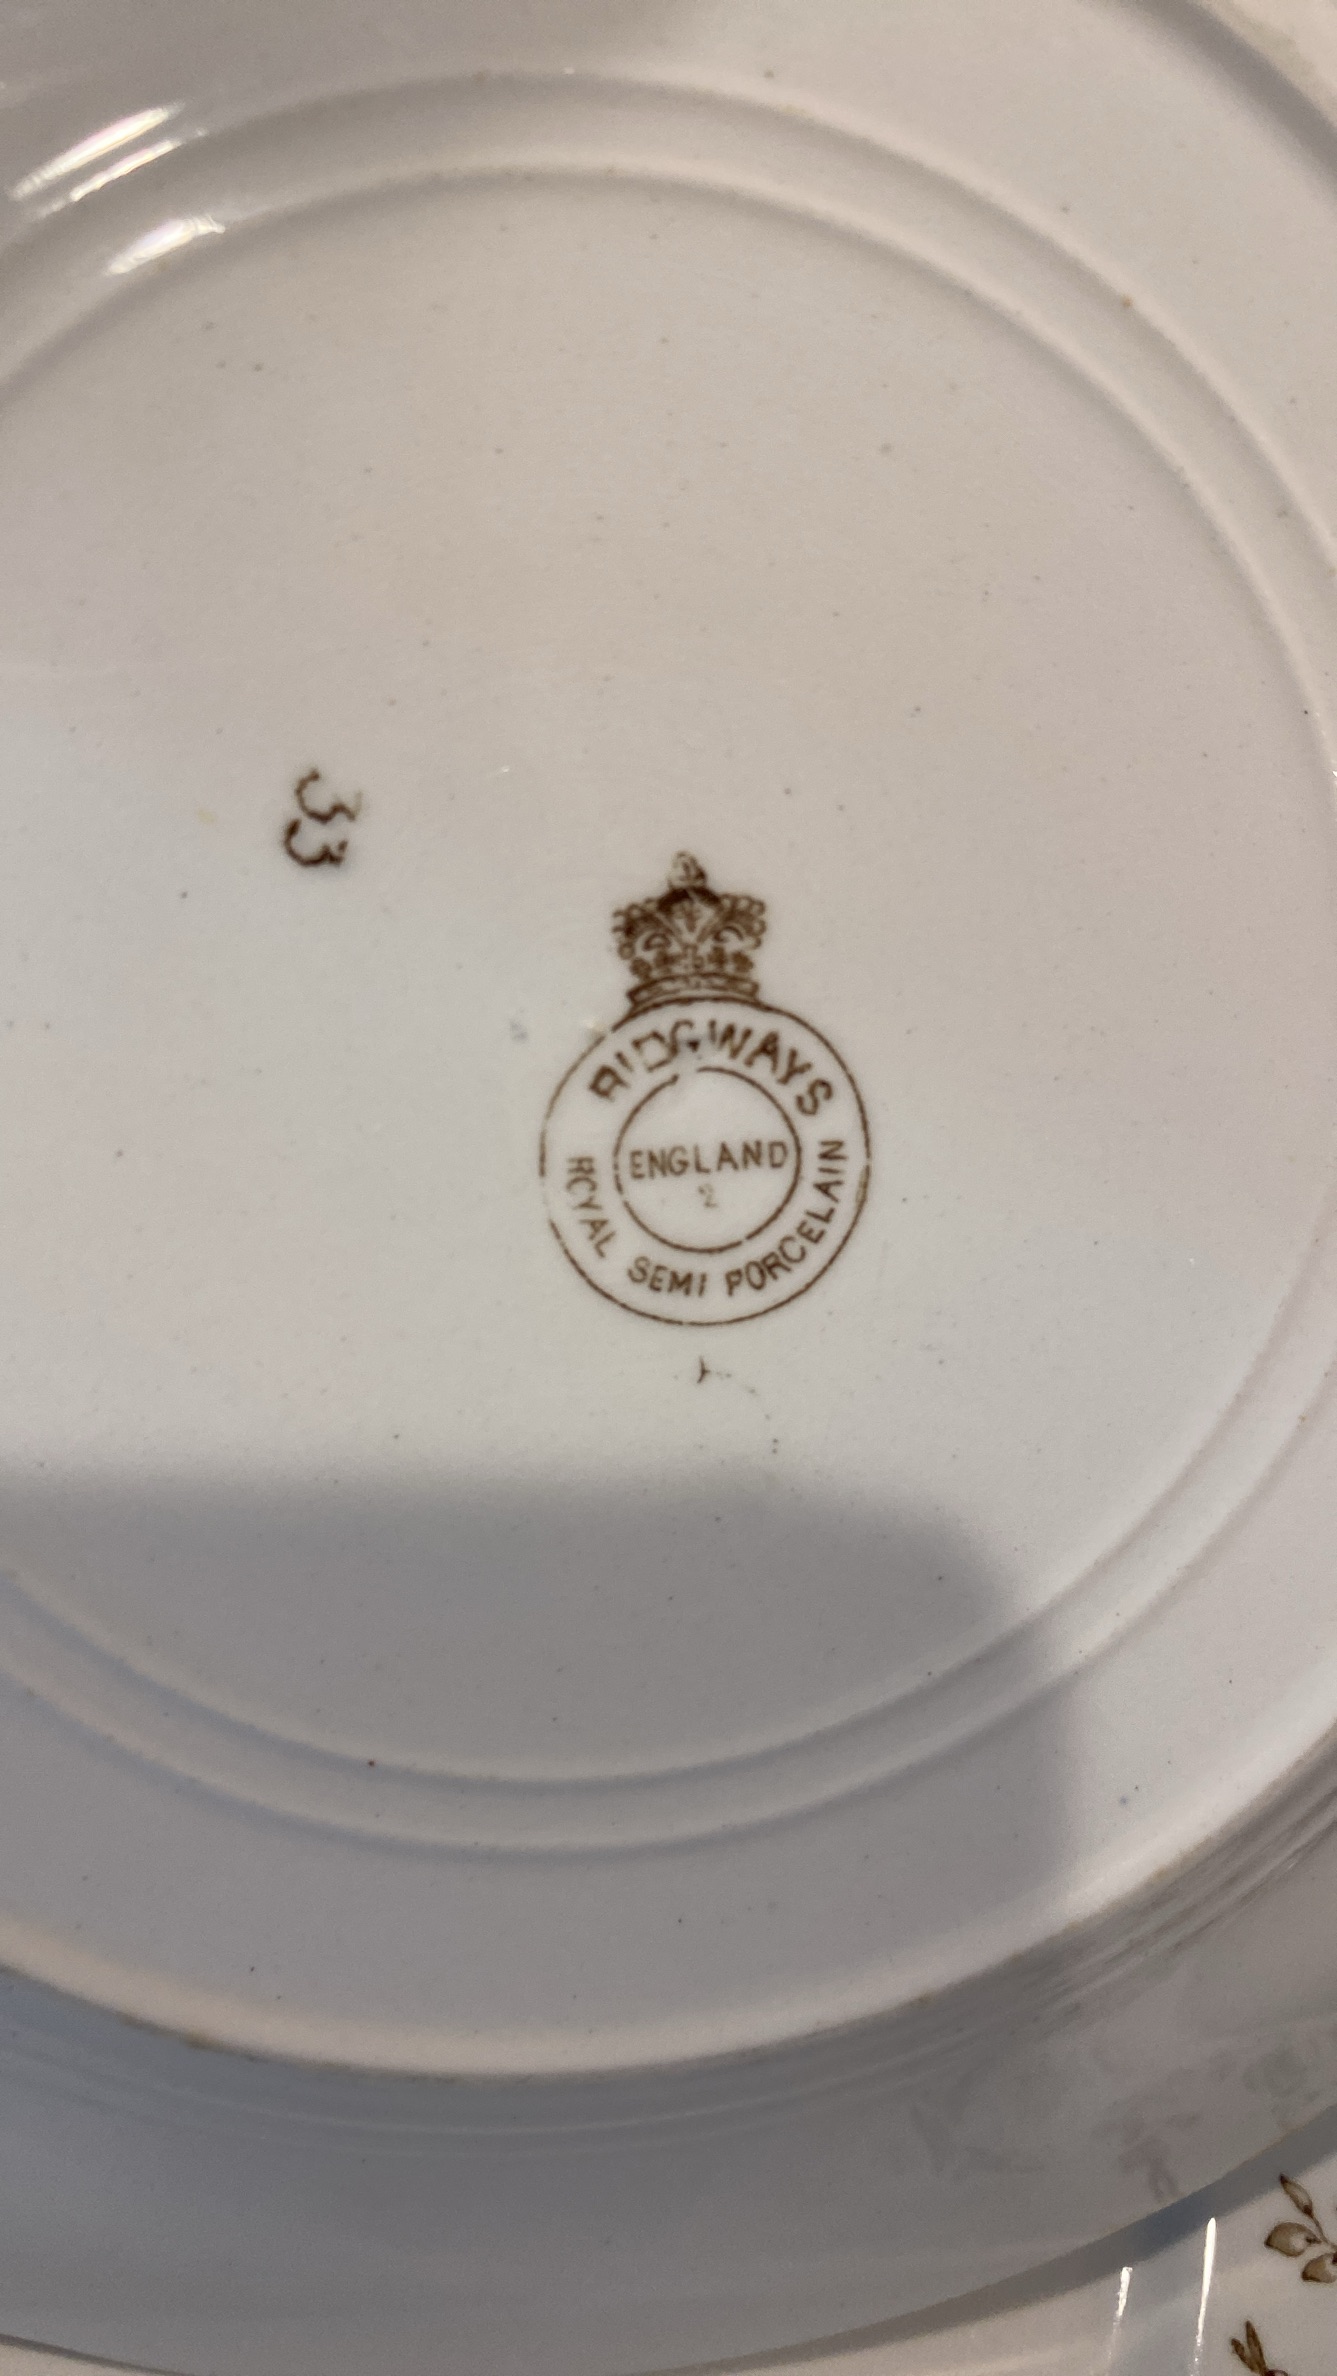 33
RIDGWAYS
ENGLAND
2
ROYAL SEMI PORCELAIN